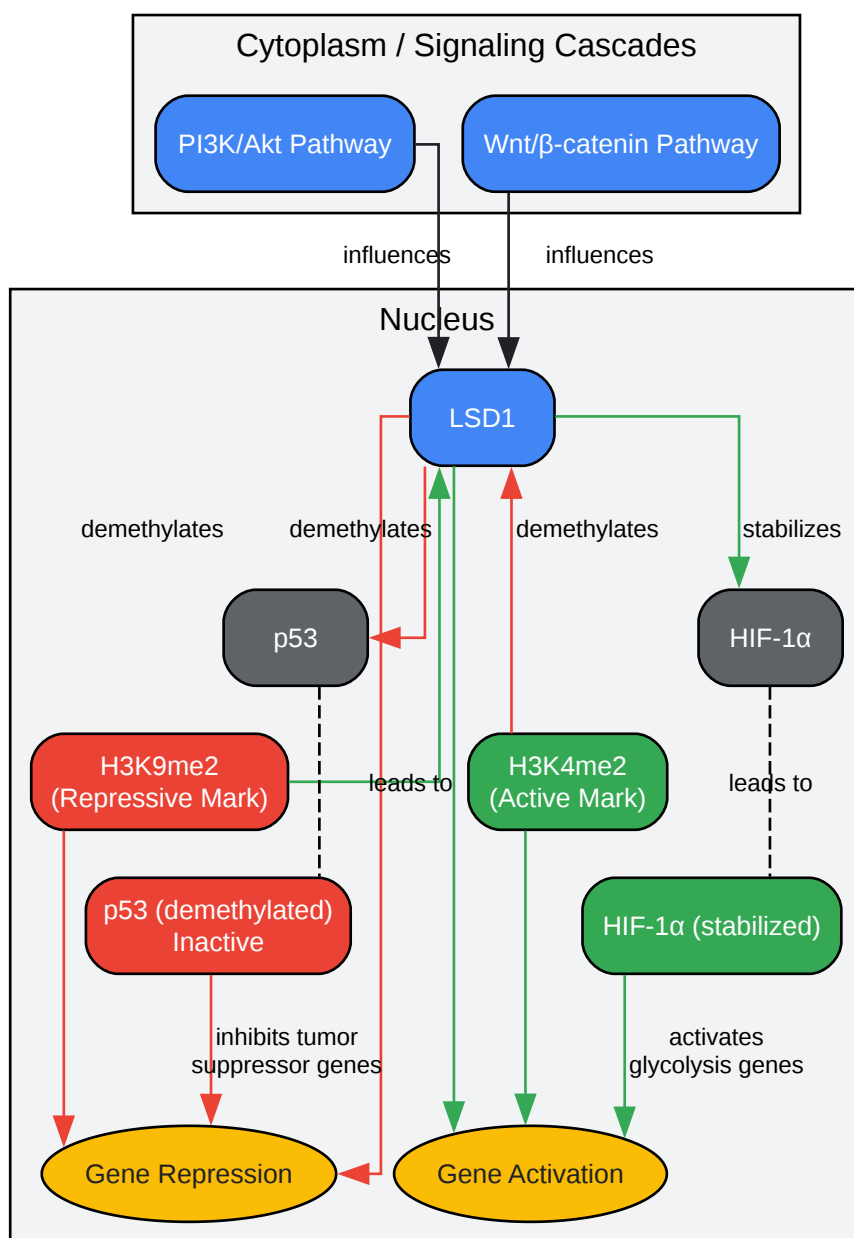 Cytoplasm / Signaling Cascades
PI3K/Akt Pathway
Wnt/β-catenin Pathway
influences
influences
Nucleus
LSD1
demethylates
demethylates
demethylates
stabilizes
p53
HIF-1α
H3K9me2
(Repressive Mark)
leads to
H3K4me2
(Active Mark)
leads to
p53 (demethylated)
Inactive
HIF-1α (stabilized)
inhibits tumor
suppressor genes
activates
glycolysis genes
Gene Repression
Gene Activation